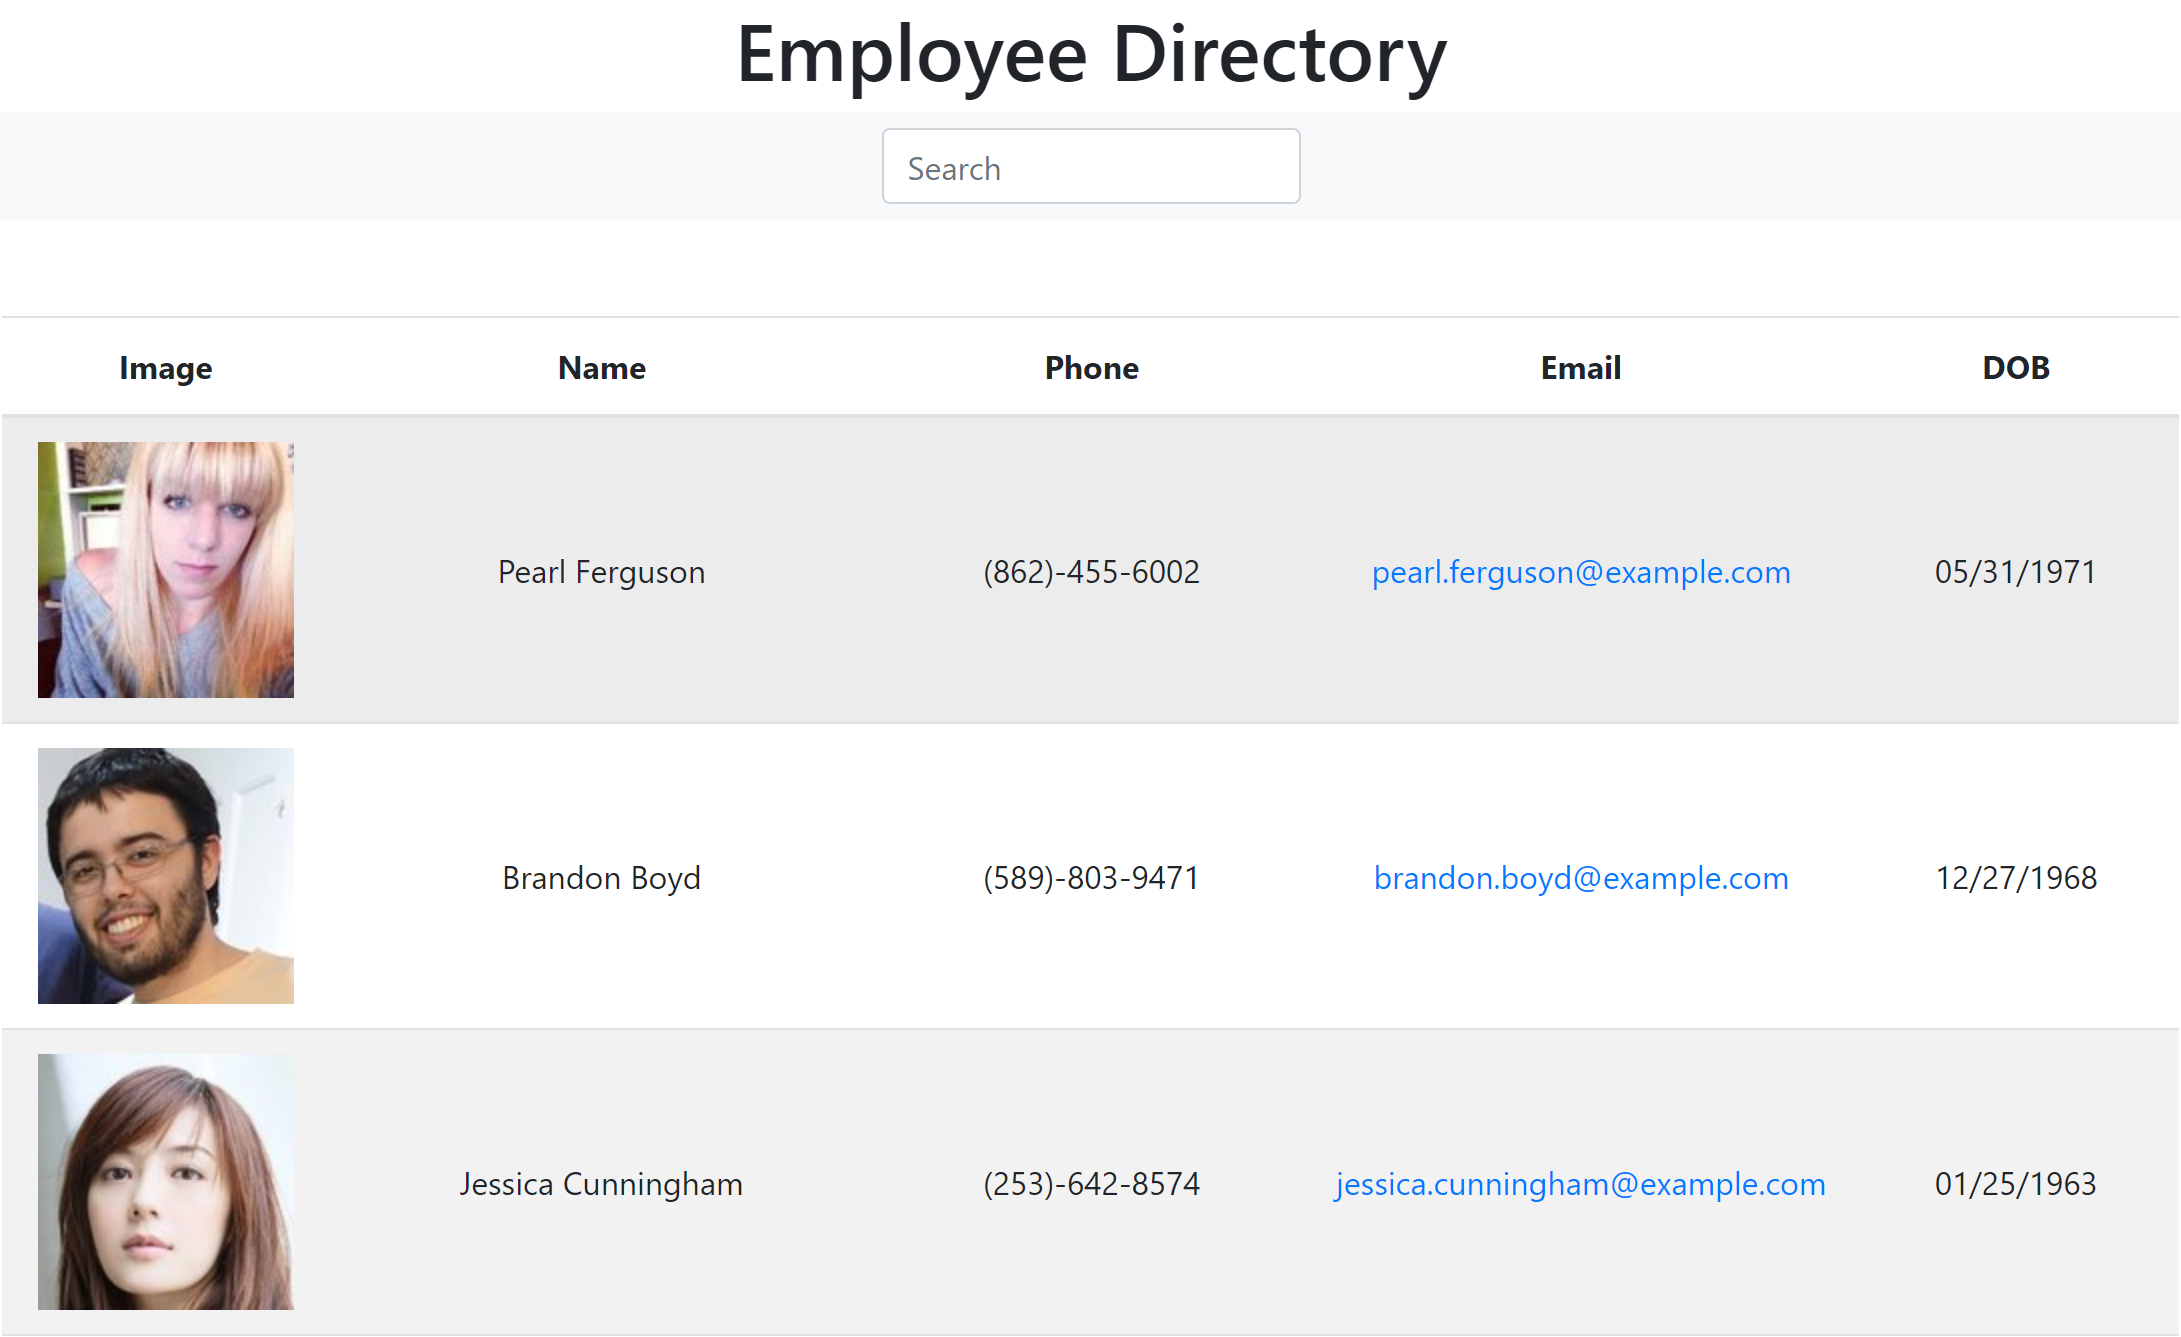 Employee Directory
Search
Image Name Phone Email DOB
Pearl Ferguson (862)-455-6002 pearl.ferguson@example.com 05/31/1971
Brandon Boyd (589)-803-9471 brandon.boyd@example.com 12/27/1968
Jessica Cunningham (253)-642-8574 jessica.cunningham@example.com 01/25/1963